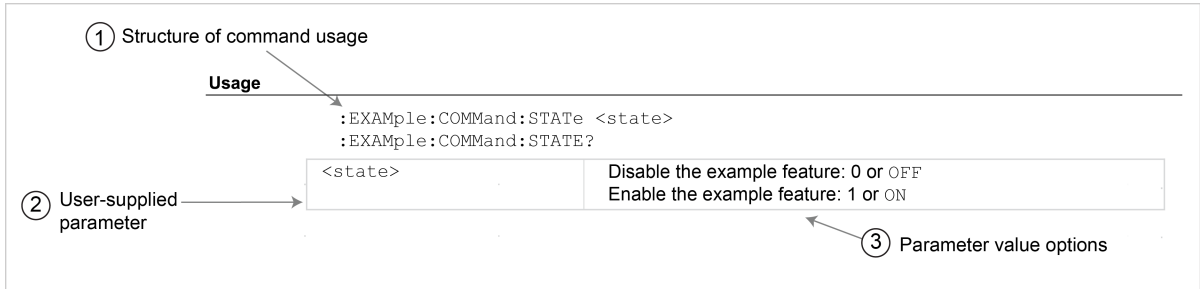 1 Structure of command usage
Usage
:EXAMple:COMMand:STATe <state>
:EXAMple:COMMand:STATE?
<state> Disable the example feature: 0 or OFF
Enable the example feature: 1 or ON
2 User-supplied
parameter
3 Parameter value options